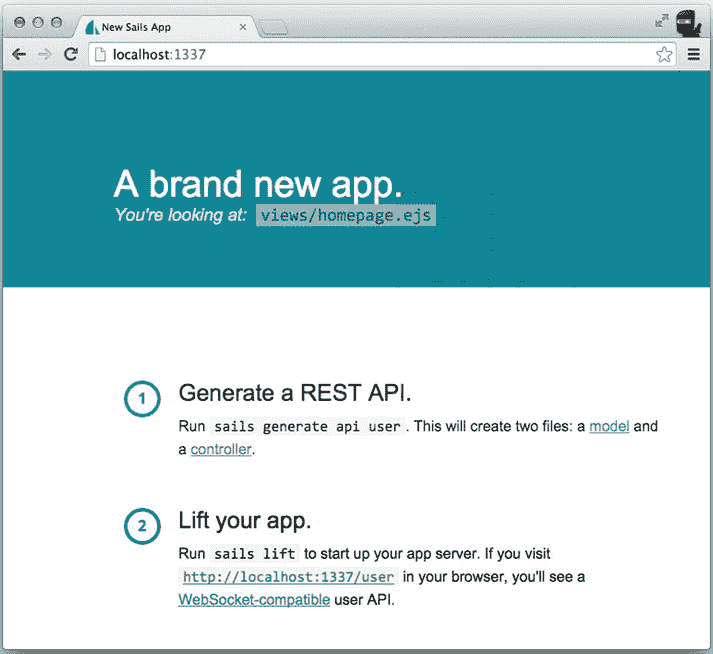 New Sails App
localhost:1337
A brand new app.
You're looking at: views/homepage.ejs
1
Generate a REST API.
Run sails generate api user . This will create two files: a model and
a controller.
2
Lift your app.
Run sails lift to start up your app server. If you visit
http://localhost:1337/user in your browser, you'll see a
WebSocket-compatible user API.